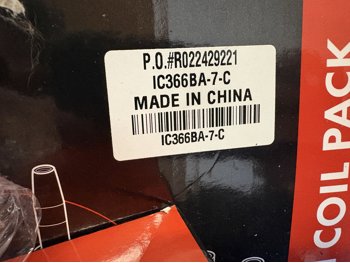 P.O.#R022429221
IC366BA-7-C
MADE IN CHINA
IC366BA-7-C
COIL PACK